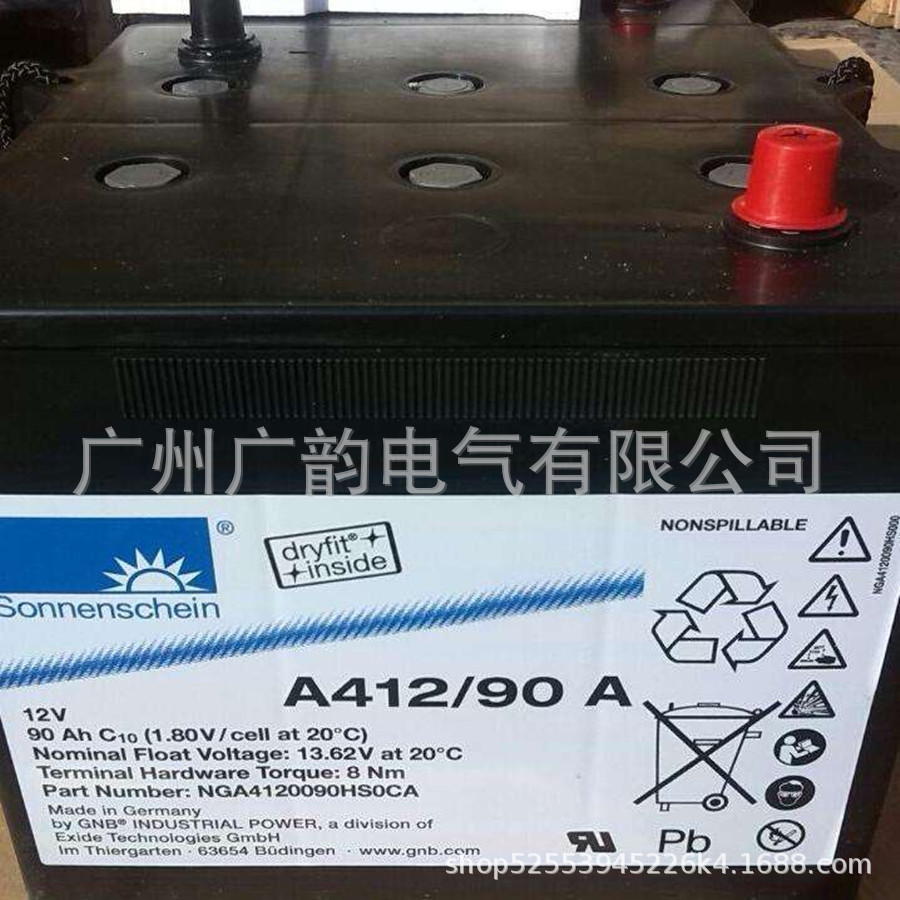 广州广韵电气有限公司
Sonnenschein®
dryfit®
inside
NONSPILLABLE
NGA4120090HS000
A412/90 A
12V
90 Ah C10 (1.80V/cell at 20°C)
Nominal Float Voltage: 13.62V at 20°C
Terminal Hardware Torque: 8 Nm
Part Number: NGA4120090HS0CA
Made in Germany
by GNB® INDUSTRIAL POWER, a division of
Exide Technologies GmbH
Im Thiergarten · 63654 Büdingen · www.gnb.com
Pb
shop52553945226k4.1688.com